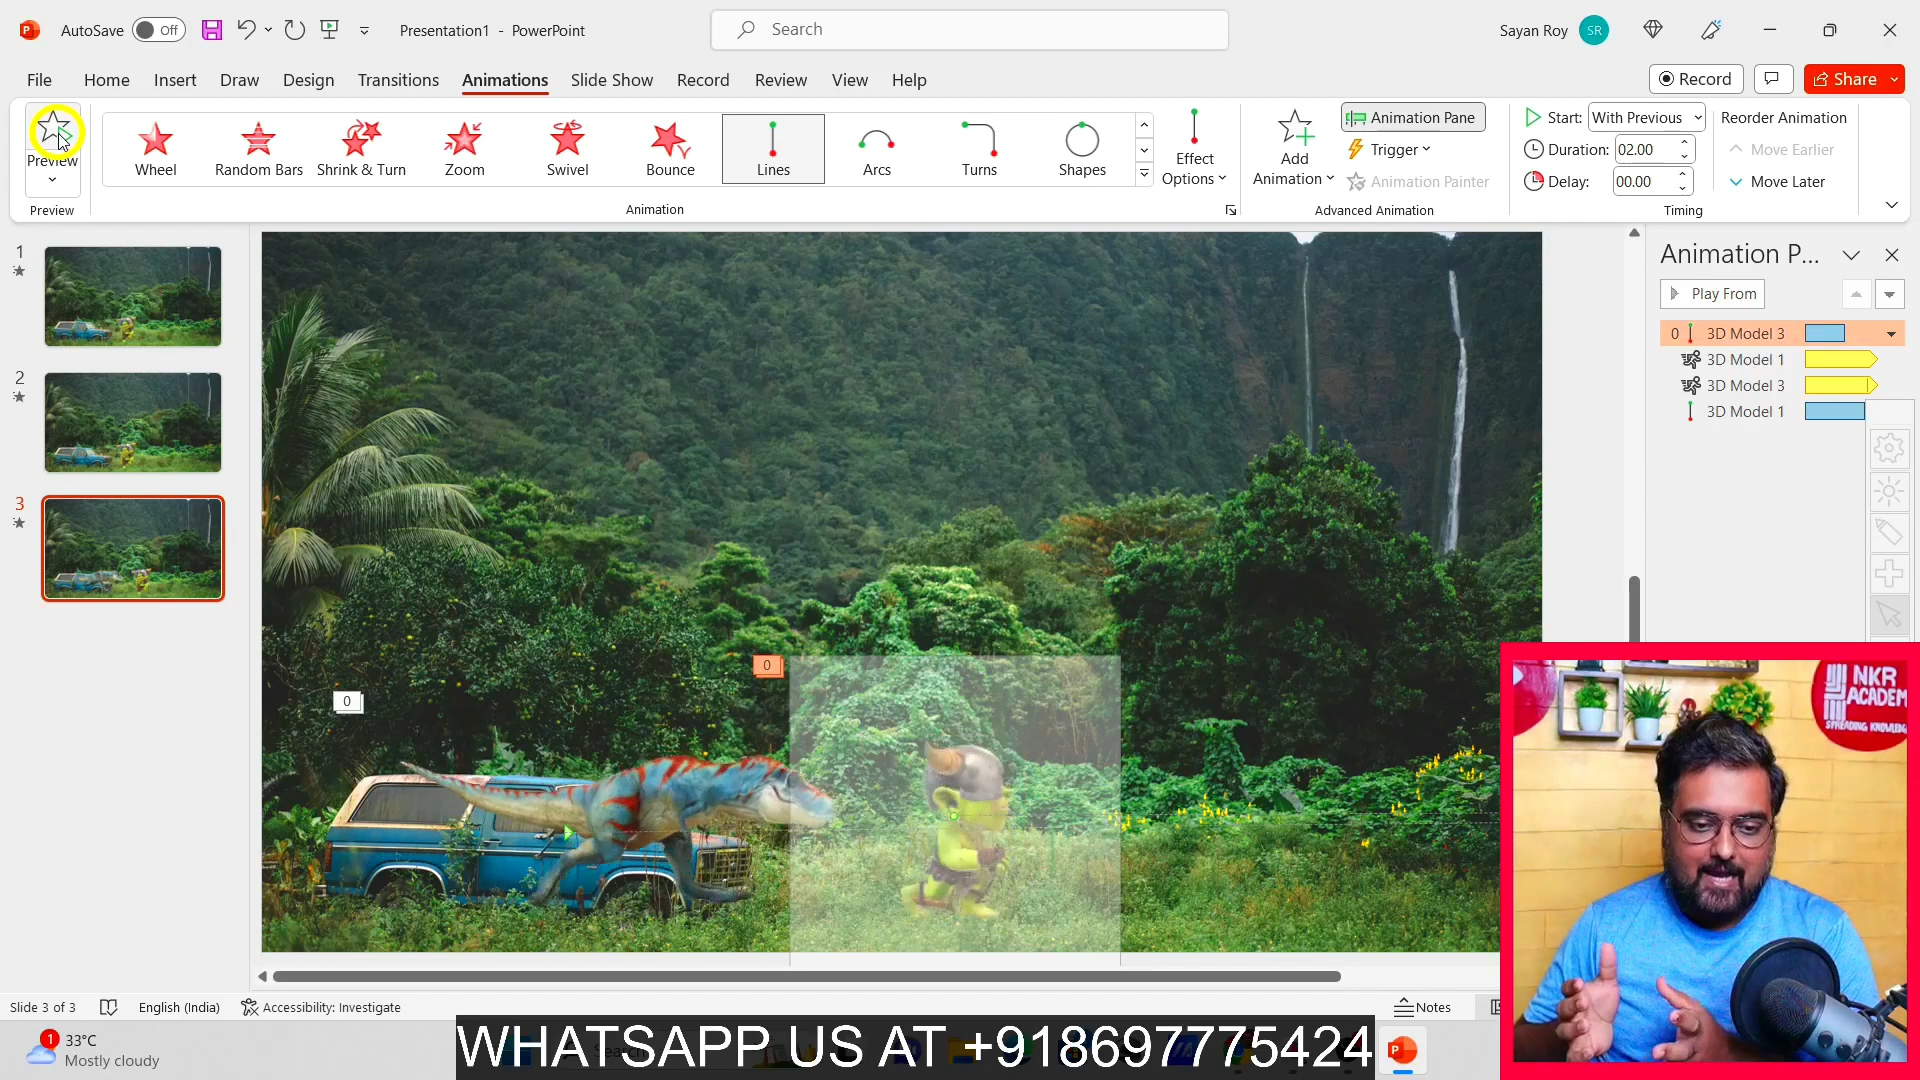 AutoSave Off Presentation1 - PowerPoint Search Sayan Roy SR
File Home Insert Draw Design Transitions Animations Slide Show Record Review View Help Record Share
Preview
Wheel Random Bars Shrink & Turn Zoom Swivel Bounce Lines Arcs Turns Shapes
Effect Options
Add Animation
Animation Pane
Trigger
Animation Painter
Start: With Previous
Duration: 02.00
Delay: 00.00
Reorder Animation
Move Earlier
Move Later
Preview Animation Advanced Animation Timing
1
2
3
0
0
Animation P...
Play From
0 3D Model 3
3D Model 1
3D Model 3
3D Model 1
NKR
ACADEM
SPREADING KNOWLED
Slide 3 of 3 English (India) Accessibility: Investigate Notes
1 33°C
Mostly cloudy
WHATSAPP US AT +918697775424